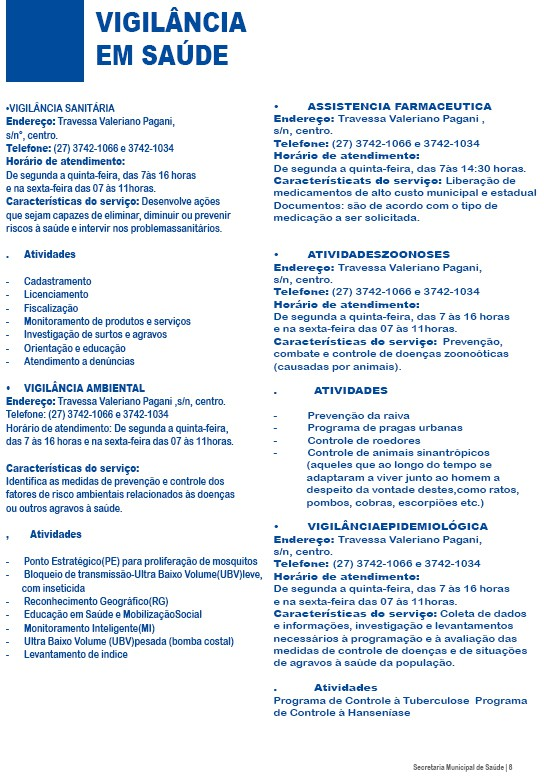 VIGILÂNCIA
EM SAÚDE
•VIGILÂNCIA SANITÁRIA
Endereço: Travessa Valeriano Pagani,
s/n°, centro.
Telefone: (27) 3742-1066 e 3742-1034
Horário de atendimento:
De segunda a quinta-feira, das 7às 16 horas
e na sexta-feira das 07 às 11horas.
Características do serviço: Desenvolve ações
que sejam capazes de eliminar, diminuir ou prevenir
riscos à saúde e intervir nos problemassanitários.
. Atividades
- Cadastramento
- Licenciamento
- Fiscalização
- Monitoramento de produtos e serviços
- Investigação de surtos e agravos
- Orientação e educação
- Atendimento a denúncias
• VIGILÂNCIA AMBIENTAL
Endereço: Travessa Valeriano Pagani ,s/n, centro.
Telefone: (27) 3742-1066 e 3742-1034
Horário de atendimento: De segunda a quinta-feira,
das 7 às 16 horas e na sexta-feira das 07 às 11horas.
Características do serviço:
Identifica as medidas de prevenção e controle dos
fatores de risco ambientais relacionados às doenças
ou outros agravos à saúde.
, Atividades
- Ponto Estratégico(PE) para proliferação de mosquitos
- Bloqueio de transmissão-Ultra Baixo Volume(UBV)leve,
com inseticida
- Reconhecimento Geográfico(RG)
- Educação em Saúde e MobilizaçãoSocial
- Monitoramento Inteligente(MI)
- Ultra Baixo Volume (UBV)pesada (bomba costal)
- Levantamento de índice
• ASSISTENCIA FARMACEUTICA
Endereço: Travessa Valeriano Pagani ,
s/n, centro.
Telefone: (27) 3742-1066 e 3742-1034
Horário de atendimento:
De segunda a quinta-feira, das 7às 14:30 horas.
Característicats do serviço: Liberação de
medicamentos de alto custo municipal e estadual
Documentos: são de acordo com o tipo de
medicação a ser solicitada.
• ATIVIDADESZOONOSES
Endereço: Travessa Valeriano Pagani,
s/n, centro.
Telefone: (27) 3742-1066 e 3742-1034
Horário de atendimento:
De segunda a quinta-feira, das 7 às 16 horas
e na sexta-feira das 07 às 11horas.
Características do serviço: Prevenção,
combate e controle de doenças zoonoóticas
(causadas por animais).
. ATIVIDADES
- Prevenção da raiva
- Programa de pragas urbanas
- Controle de roedores
- Controle de animais sinantrópicos
(aqueles que ao longo do tempo se
adaptaram a viver junto ao homem a
despeito da vontade destes,como ratos,
pombos, cobras, escorpiões etc.)
• VIGILÂNCIAEPIDEMIOLÓGICA
Endereço: Travessa Valeriano Pagani,
s/n, centro.
Telefone: (27) 3742-1066 e 3742-1034
Horário de atendimento:
De segunda a quinta-feira, das 7 às 16 horas
e na sexta-feira das 07 às 11horas.
Características do serviço: Coleta de dados
e informações, investigação e levantamentos
necessários à programação e à avaliação das
medidas de controle de doenças e de situações
de agravos à saúde da população.
. Atividades
Programa de Controle à Tuberculose Programa
de Controle à Hanseníase
Secretaria Municipal de Saúde | 8